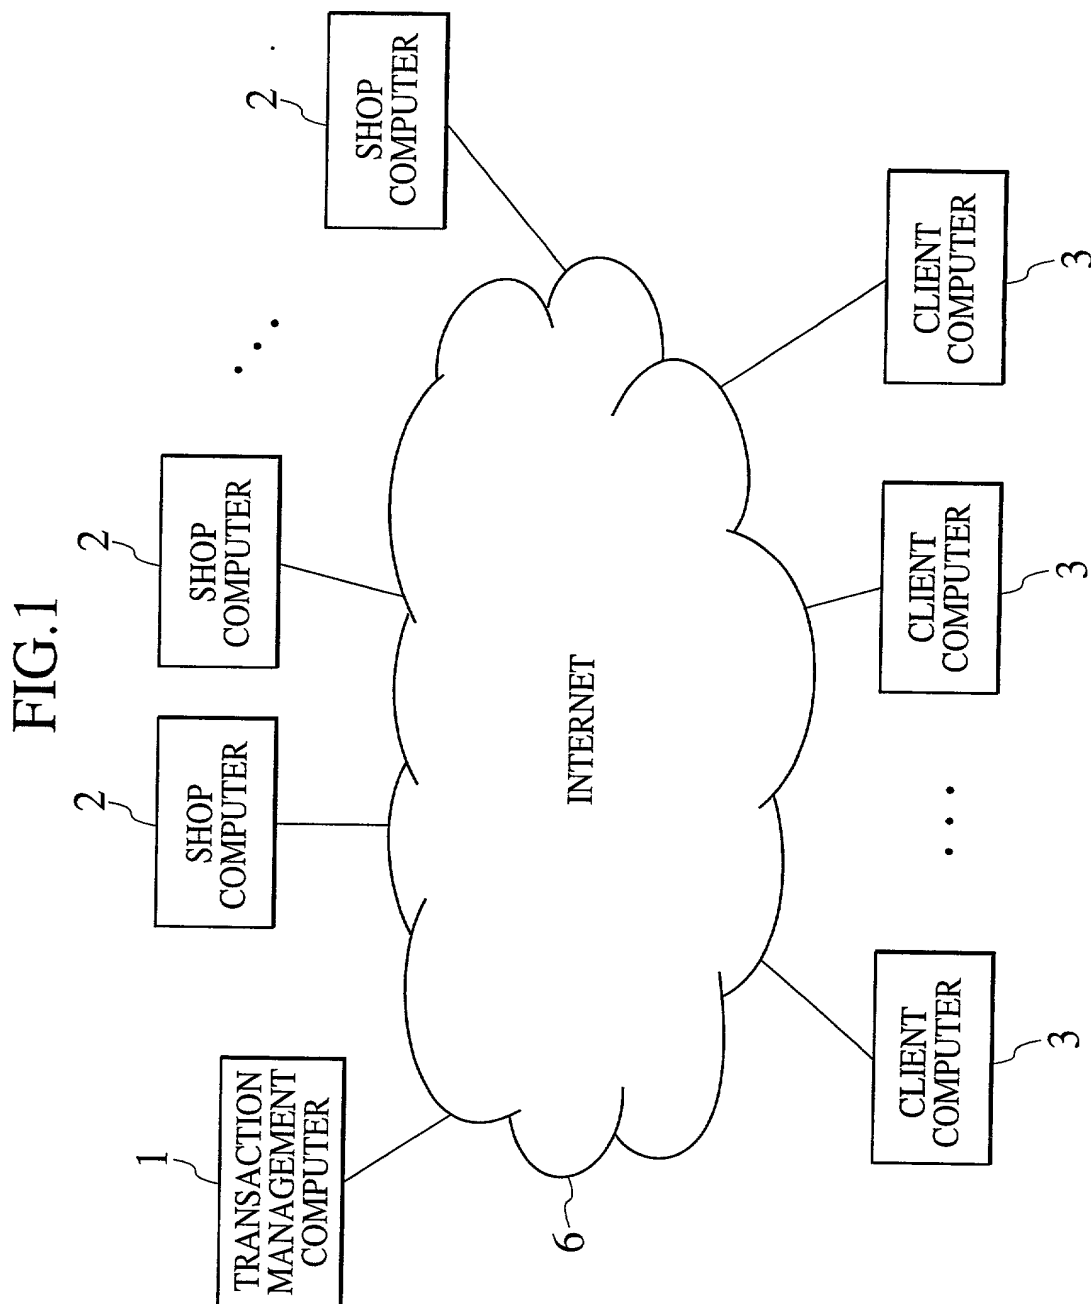 FIG.1
1
TRANSACTION
MANAGEMENT
COMPUTER
2
SHOP
COMPUTER
2
SHOP
COMPUTER
2
SHOP
COMPUTER
INTERNET
6
CLIENT
COMPUTER
3
CLIENT
COMPUTER
3
CLIENT
COMPUTER
3